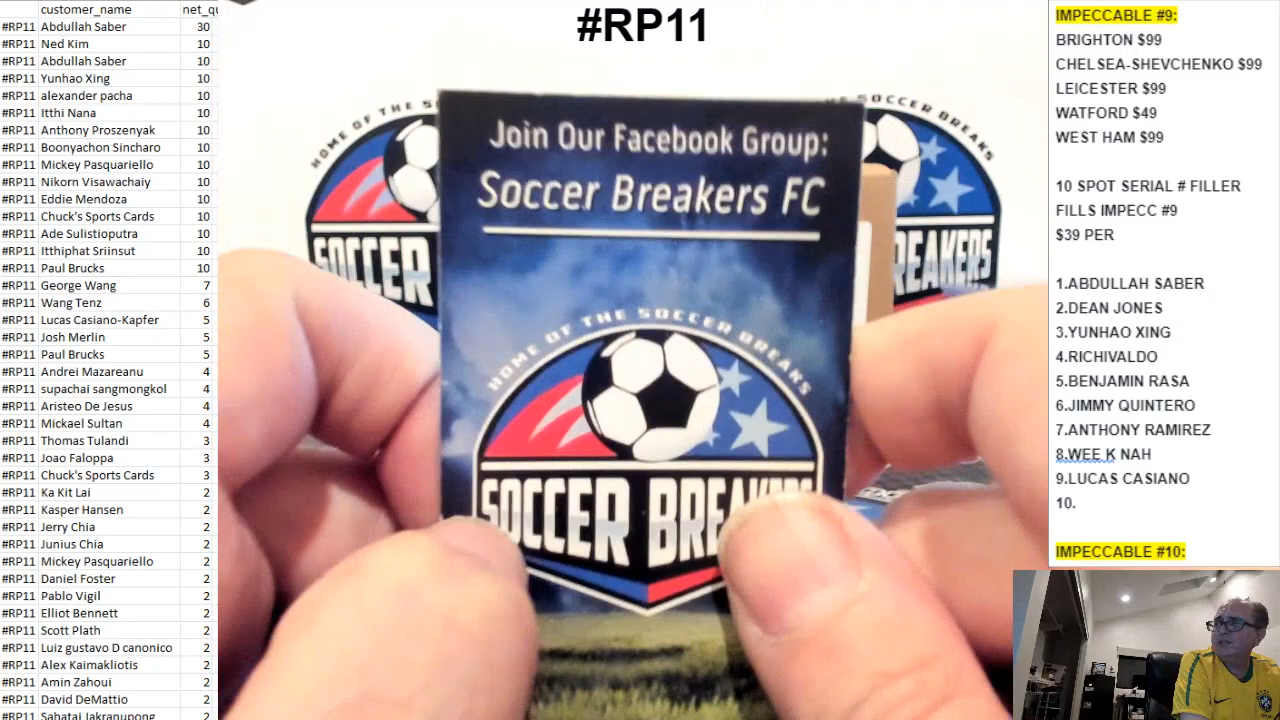 customer_name net_qu
#RP11 Abdullah Saber 30
#RP11 Ned Kim 10
#RP11 Abdullah Saber 10
#RP11 Yunhao Xing 10
#RP11 alexander pacha 10
#RP11 Itthi Nana 10
#RP11 Anthony Proszenyak 10
#RP11 Boonyachon Sincharo 10
#RP11 Mickey Pasquariello 10
#RP11 Nikorn Visawachaiy 10
#RP11 Eddie Mendoza 10
#RP11 Chuck's Sports Cards 10
#RP11 Ade Sulistioputra 10
#RP11 Itthiphat Sriinsut 10
#RP11 Paul Brucks 10
#RP11 George Wang 7
#RP11 Wang Tenz 6
#RP11 Lucas Casiano-Kapfer 5
#RP11 Josh Merlin 5
#RP11 Paul Brucks 5
#RP11 Andrei Mazareanu 4
#RP11 supachai sangmongkol 4
#RP11 Aristeo De Jesus 4
#RP11 Mickael Sultan 4
#RP11 Thomas Tulandi 3
#RP11 Joao Faloppa 3
#RP11 Chuck's Sports Cards 3
#RP11 Ka Kit Lai 2
#RP11 Kasper Hansen 2
#RP11 Jerry Chia 2
#RP11 Junius Chia 2
#RP11 Mickey Pasquariello 2
#RP11 Daniel Foster 2
#RP11 Pablo Vigil 2
#RP11 Elliot Bennett 2
#RP11 Scott Plath 2
#RP11 Luiz gustavo D canonico 2
#RP11 Alex Kaimakliotis 2
#RP11 Amin Zahoui 2
#RP11 David DeMattio 2
#RP11 Sahatai Jakranupong 2
#RP11
Join Our Facebook Group:
Soccer Breakers FC
HOME OF THE SOCCER BREAKS
SOCCER BREAKERS
HOME OF THE S
SOCCER
SOCCER BREAKS
BREAKERS
IMPECCABLE #9:
BRIGHTON $99
CHELSEA-SHEVCHENKO $99
LEICESTER $99
WATFORD $49
WEST HAM $99
10 SPOT SERIAL # FILLER
FILLS IMPECC #9
$39 PER
1.ABDULLAH SABER
2.DEAN JONES
3.YUNHAO XING
4.RICHIVALDO
5.BENJAMIN RASA
6.JIMMY QUINTERO
7.ANTHONY RAMIREZ
8.WEE K NAH
9.LUCAS CASIANO
10.
IMPECCABLE #10: